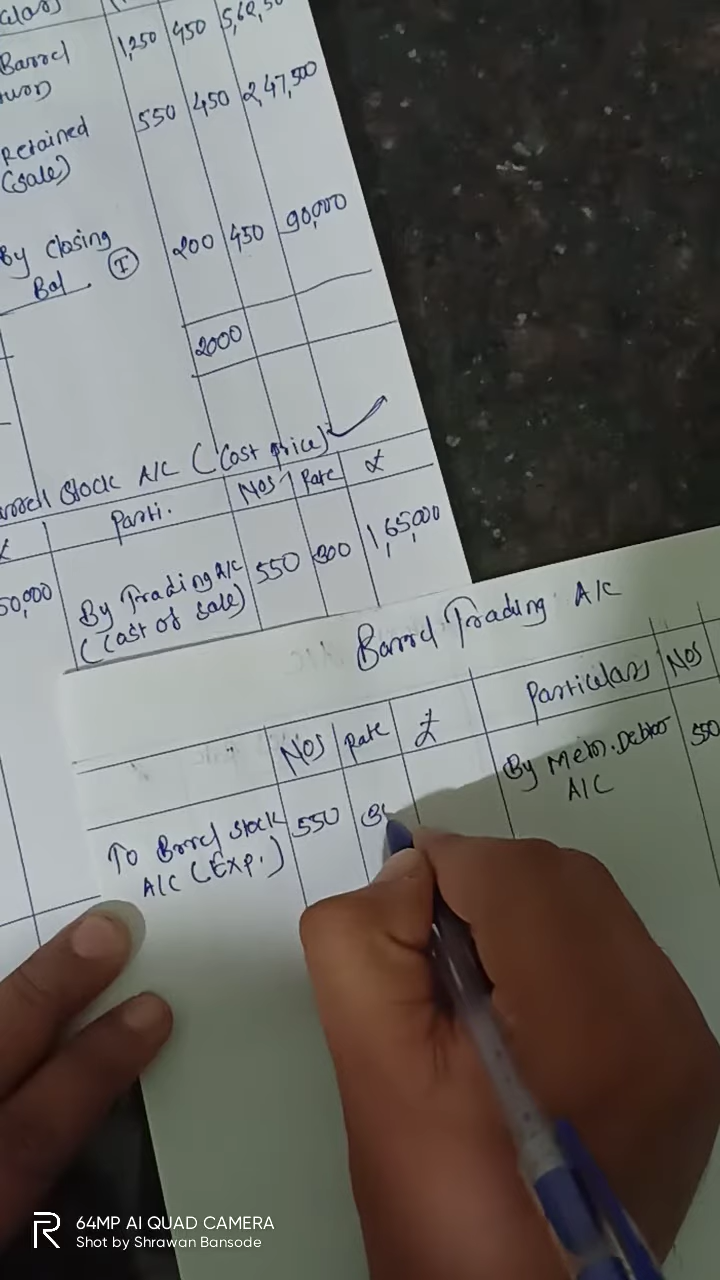 Barrel 1,250 450 5,62,50
550 450 2,47,500
Retained
(sale)
By Closing 200 450 90,000
Bal. I
2000
Stock A/C (Cost price)
Parti. Nos Rate ₹
50,000 By Trading A/C 550 300 1,65,000
(Cost of sale)
Barrel Trading A/C
Nos Rate ₹ Particulars Nos
To Barrel Stock 550 By Mem. Debtor 550
A/C (Exp.) A/C
64MP AI QUAD CAMERA
Shot by Shrawan Bansode